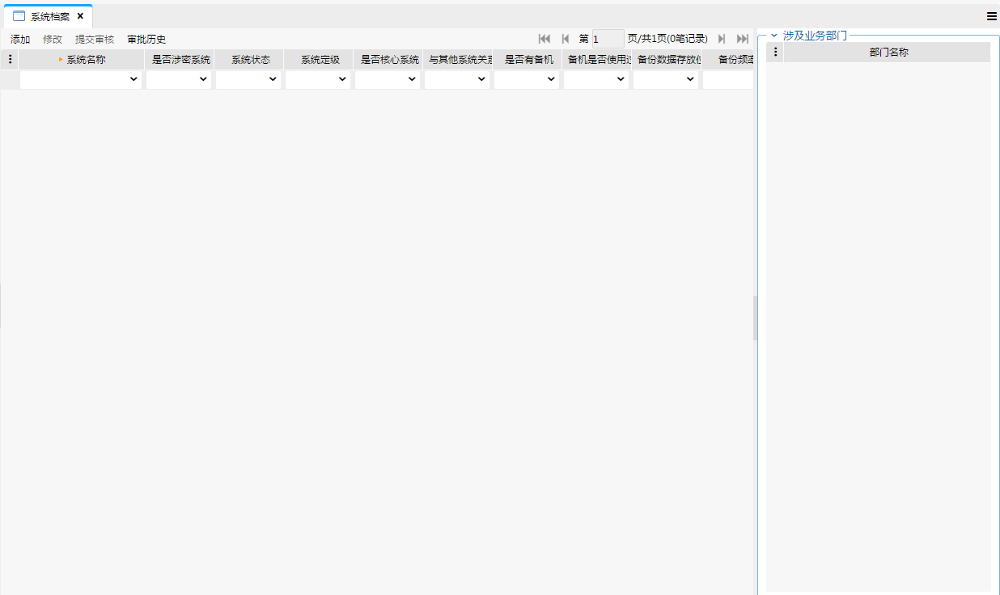 系统档案
添加 修改 提交审核 审批历史 第 1 页/共1页(0笔记录)
系统名称 是否涉密系统 系统状态 系统定级 是否核心系统 与其他系统关系 是否有备机 备机是否使用过 备份数据存放位 备份频率
涉及业务部门
部门名称